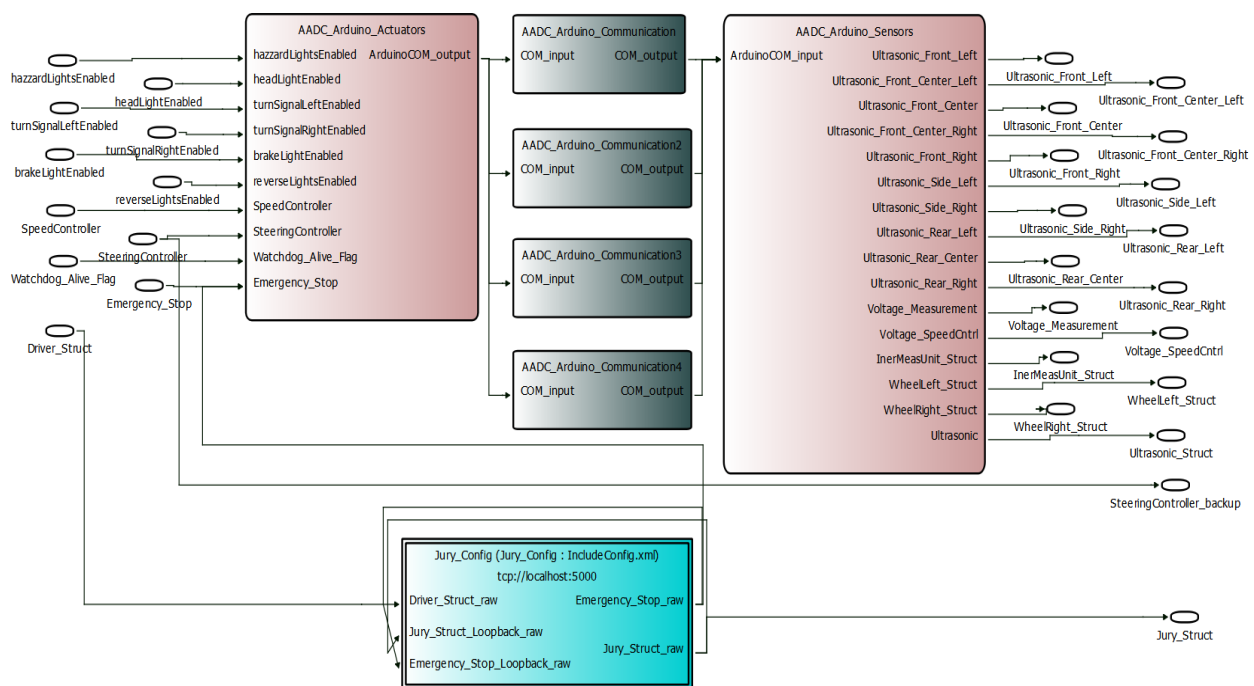 AADC_Arduino_Actuators
hazzardLightsEnabled
ArduinoCOM_output
headLightEnabled
turnSignalLeftEnabled
turnSignalRightEnabled
brakeLightEnabled
reverseLightsEnabled
SpeedController
SteeringController
Watchdog_Alive_Flag
Emergency_Stop
hazzardLightsEnabled
headLightEnabled
turnSignalLeftEnabled
turnSignalRightEnabled
brakeLightEnabled
reverseLightsEnabled
SpeedController
SteeringController
Watchdog_Alive_Flag
Emergency_Stop
Driver_Struct
AADC_Arduino_Communication
COM_input COM_output
AADC_Arduino_Communication2
COM_input COM_output
AADC_Arduino_Communication3
COM_input COM_output
AADC_Arduino_Communication4
COM_input COM_output
AADC_Arduino_Sensors
ArduinoCOM_input
Ultrasonic_Front_Left
Ultrasonic_Front_Center_Left
Ultrasonic_Front_Center
Ultrasonic_Front_Center_Right
Ultrasonic_Front_Right
Ultrasonic_Side_Left
Ultrasonic_Side_Right
Ultrasonic_Rear_Left
Ultrasonic_Rear_Center
Ultrasonic_Rear_Right
Voltage_Measurement
Voltage_SpeedCntrl
InerMeasUnit_Struct
WheelLeft_Struct
WheelRight_Struct
Ultrasonic
Ultrasonic_Front_Left
Ultrasonic_Front_Center_Left
Ultrasonic_Front_Center
Ultrasonic_Front_Center_Right
Ultrasonic_Front_Right
Ultrasonic_Side_Left
Ultrasonic_Side_Right
Ultrasonic_Rear_Left
Ultrasonic_Rear_Center
Ultrasonic_Rear_Right
Voltage_Measurement
Voltage_SpeedCntrl
InerMeasUnit_Struct
WheelLeft_Struct
WheelRight_Struct
Ultrasonic_Struct
SteeringController_backup
Jury_Config (Jury_Config : IncludeConfig.xml)
tcp://localhost:5000
Driver_Struct_raw
Emergency_Stop_raw
Jury_Struct_Loopback_raw
Jury_Struct_raw
Emergency_Stop_Loopback_raw
Jury_Struct